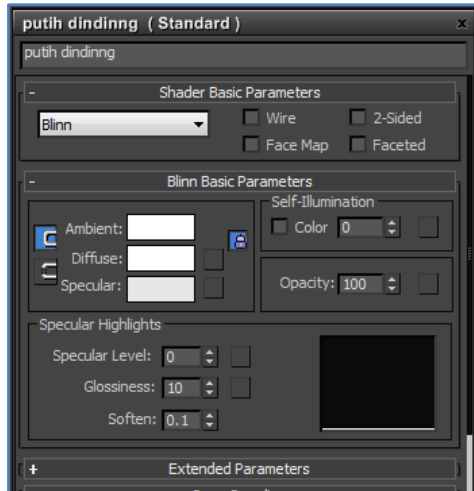 putih dindinng ( Standard ) x
putih dindinng
- Shader Basic Parameters
Blinn Wire 2-Sided
Face Map Faceted
- Blinn Basic Parameters
Self-Illumination
Ambient: Color 0
Diffuse:
Specular: Opacity: 100
Specular Highlights
Specular Level: 0
Glossiness: 10
Soften: 0.1
+ Extended Parameters